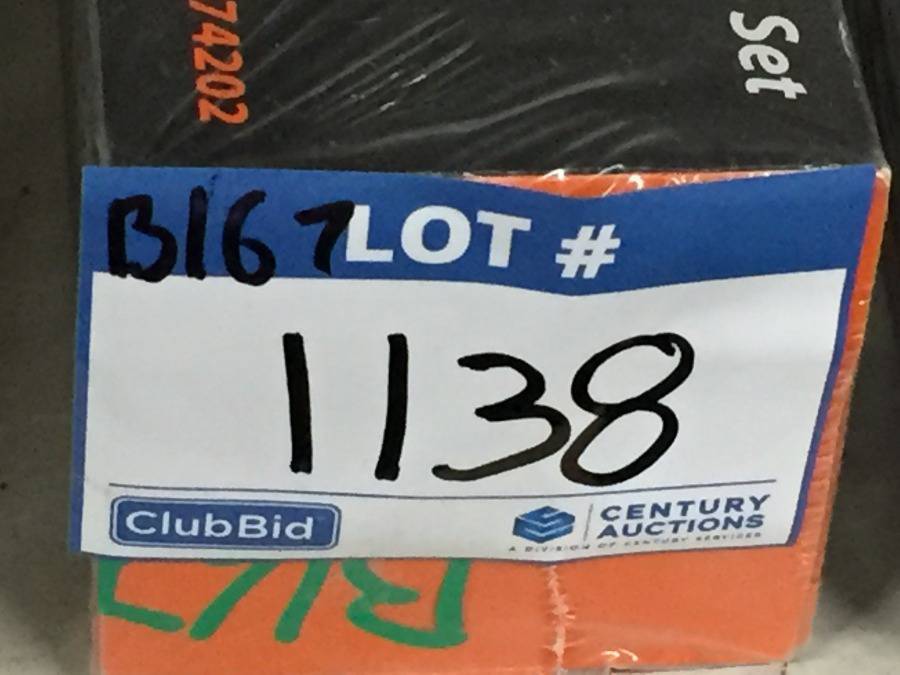 74202
Set
B167 LOT #
1138
ClubBid
CENTURY
AUCTIONS
A DIVISION OF CENTURY SERVICES